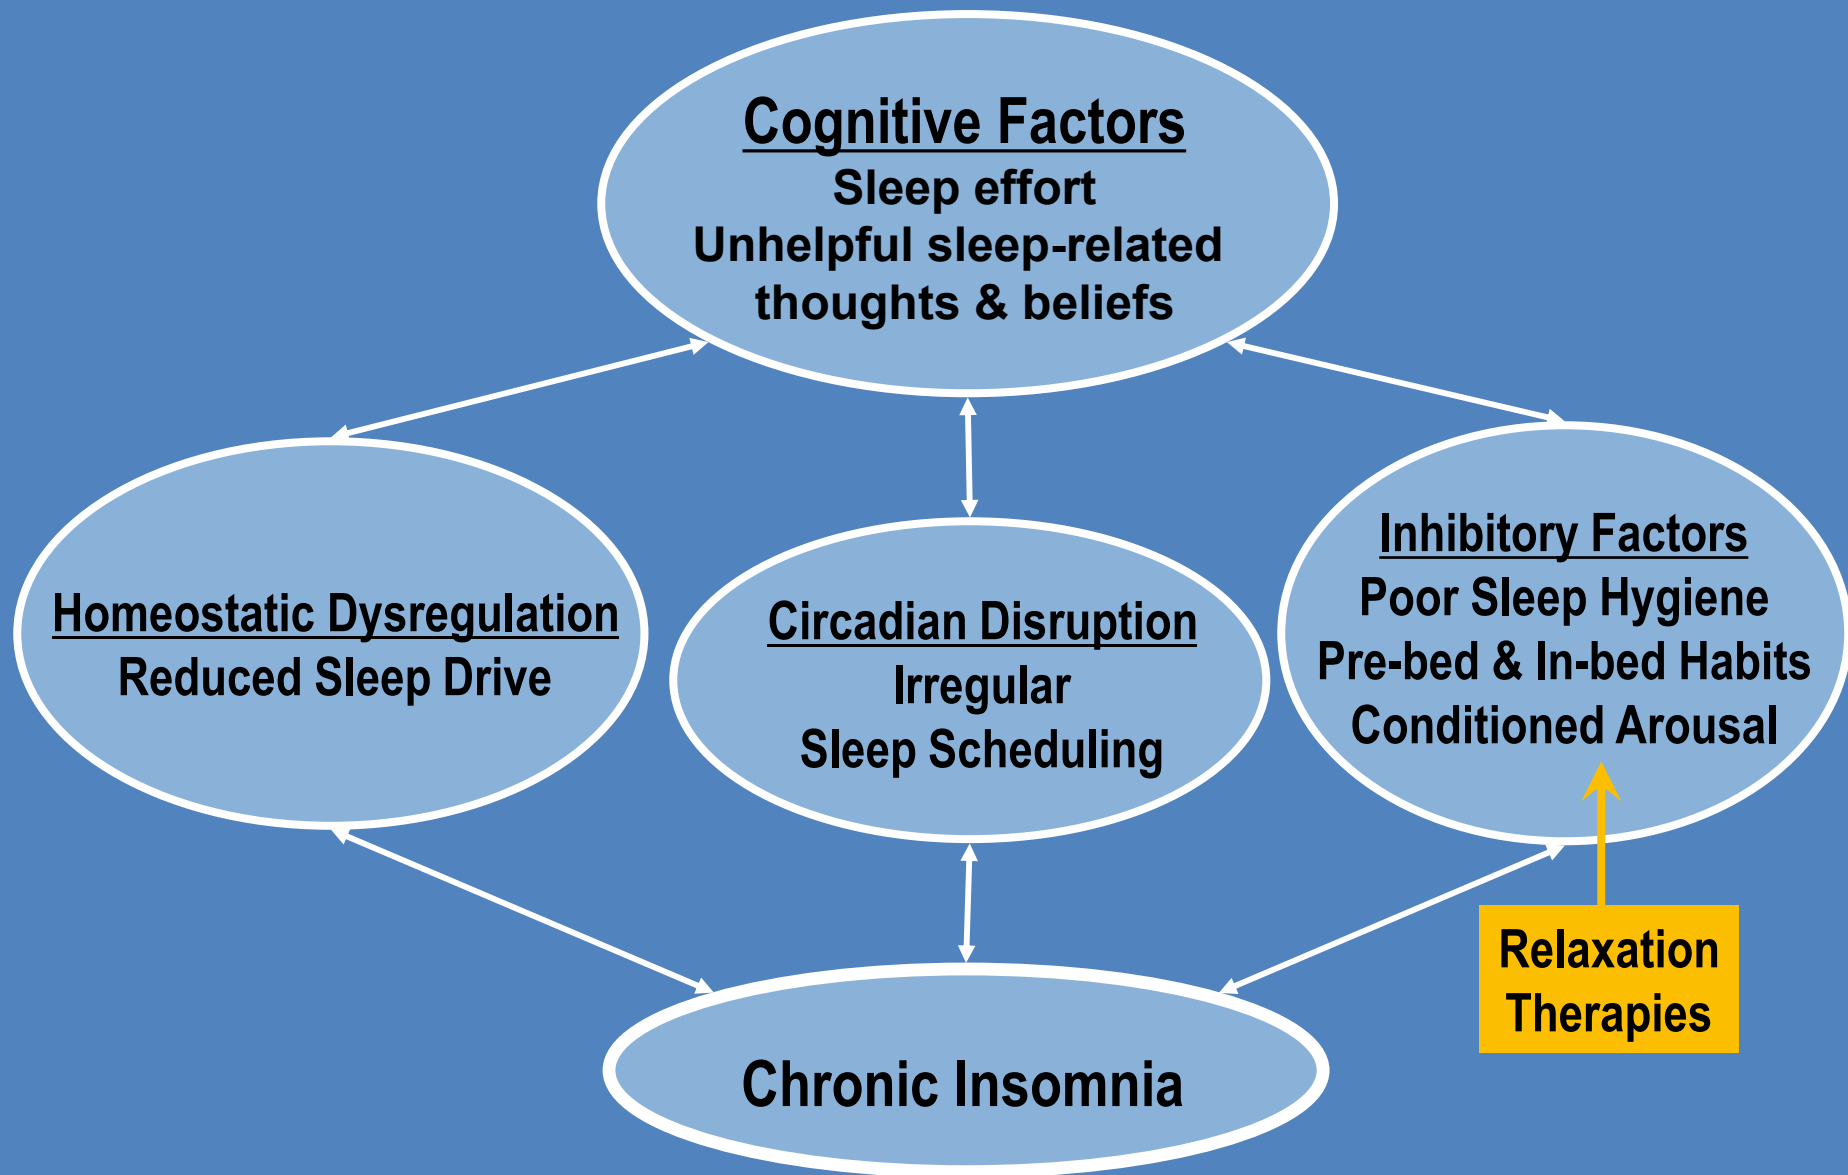 Cognitive Factors
Sleep effort
Unhelpful sleep-related
thoughts & beliefs
Homeostatic Dysregulation
Reduced Sleep Drive
Circadian Disruption
Irregular
Sleep Scheduling
Inhibitory Factors
Poor Sleep Hygiene
Pre-bed & In-bed Habits
Conditioned Arousal
Relaxation
Therapies
Chronic Insomnia